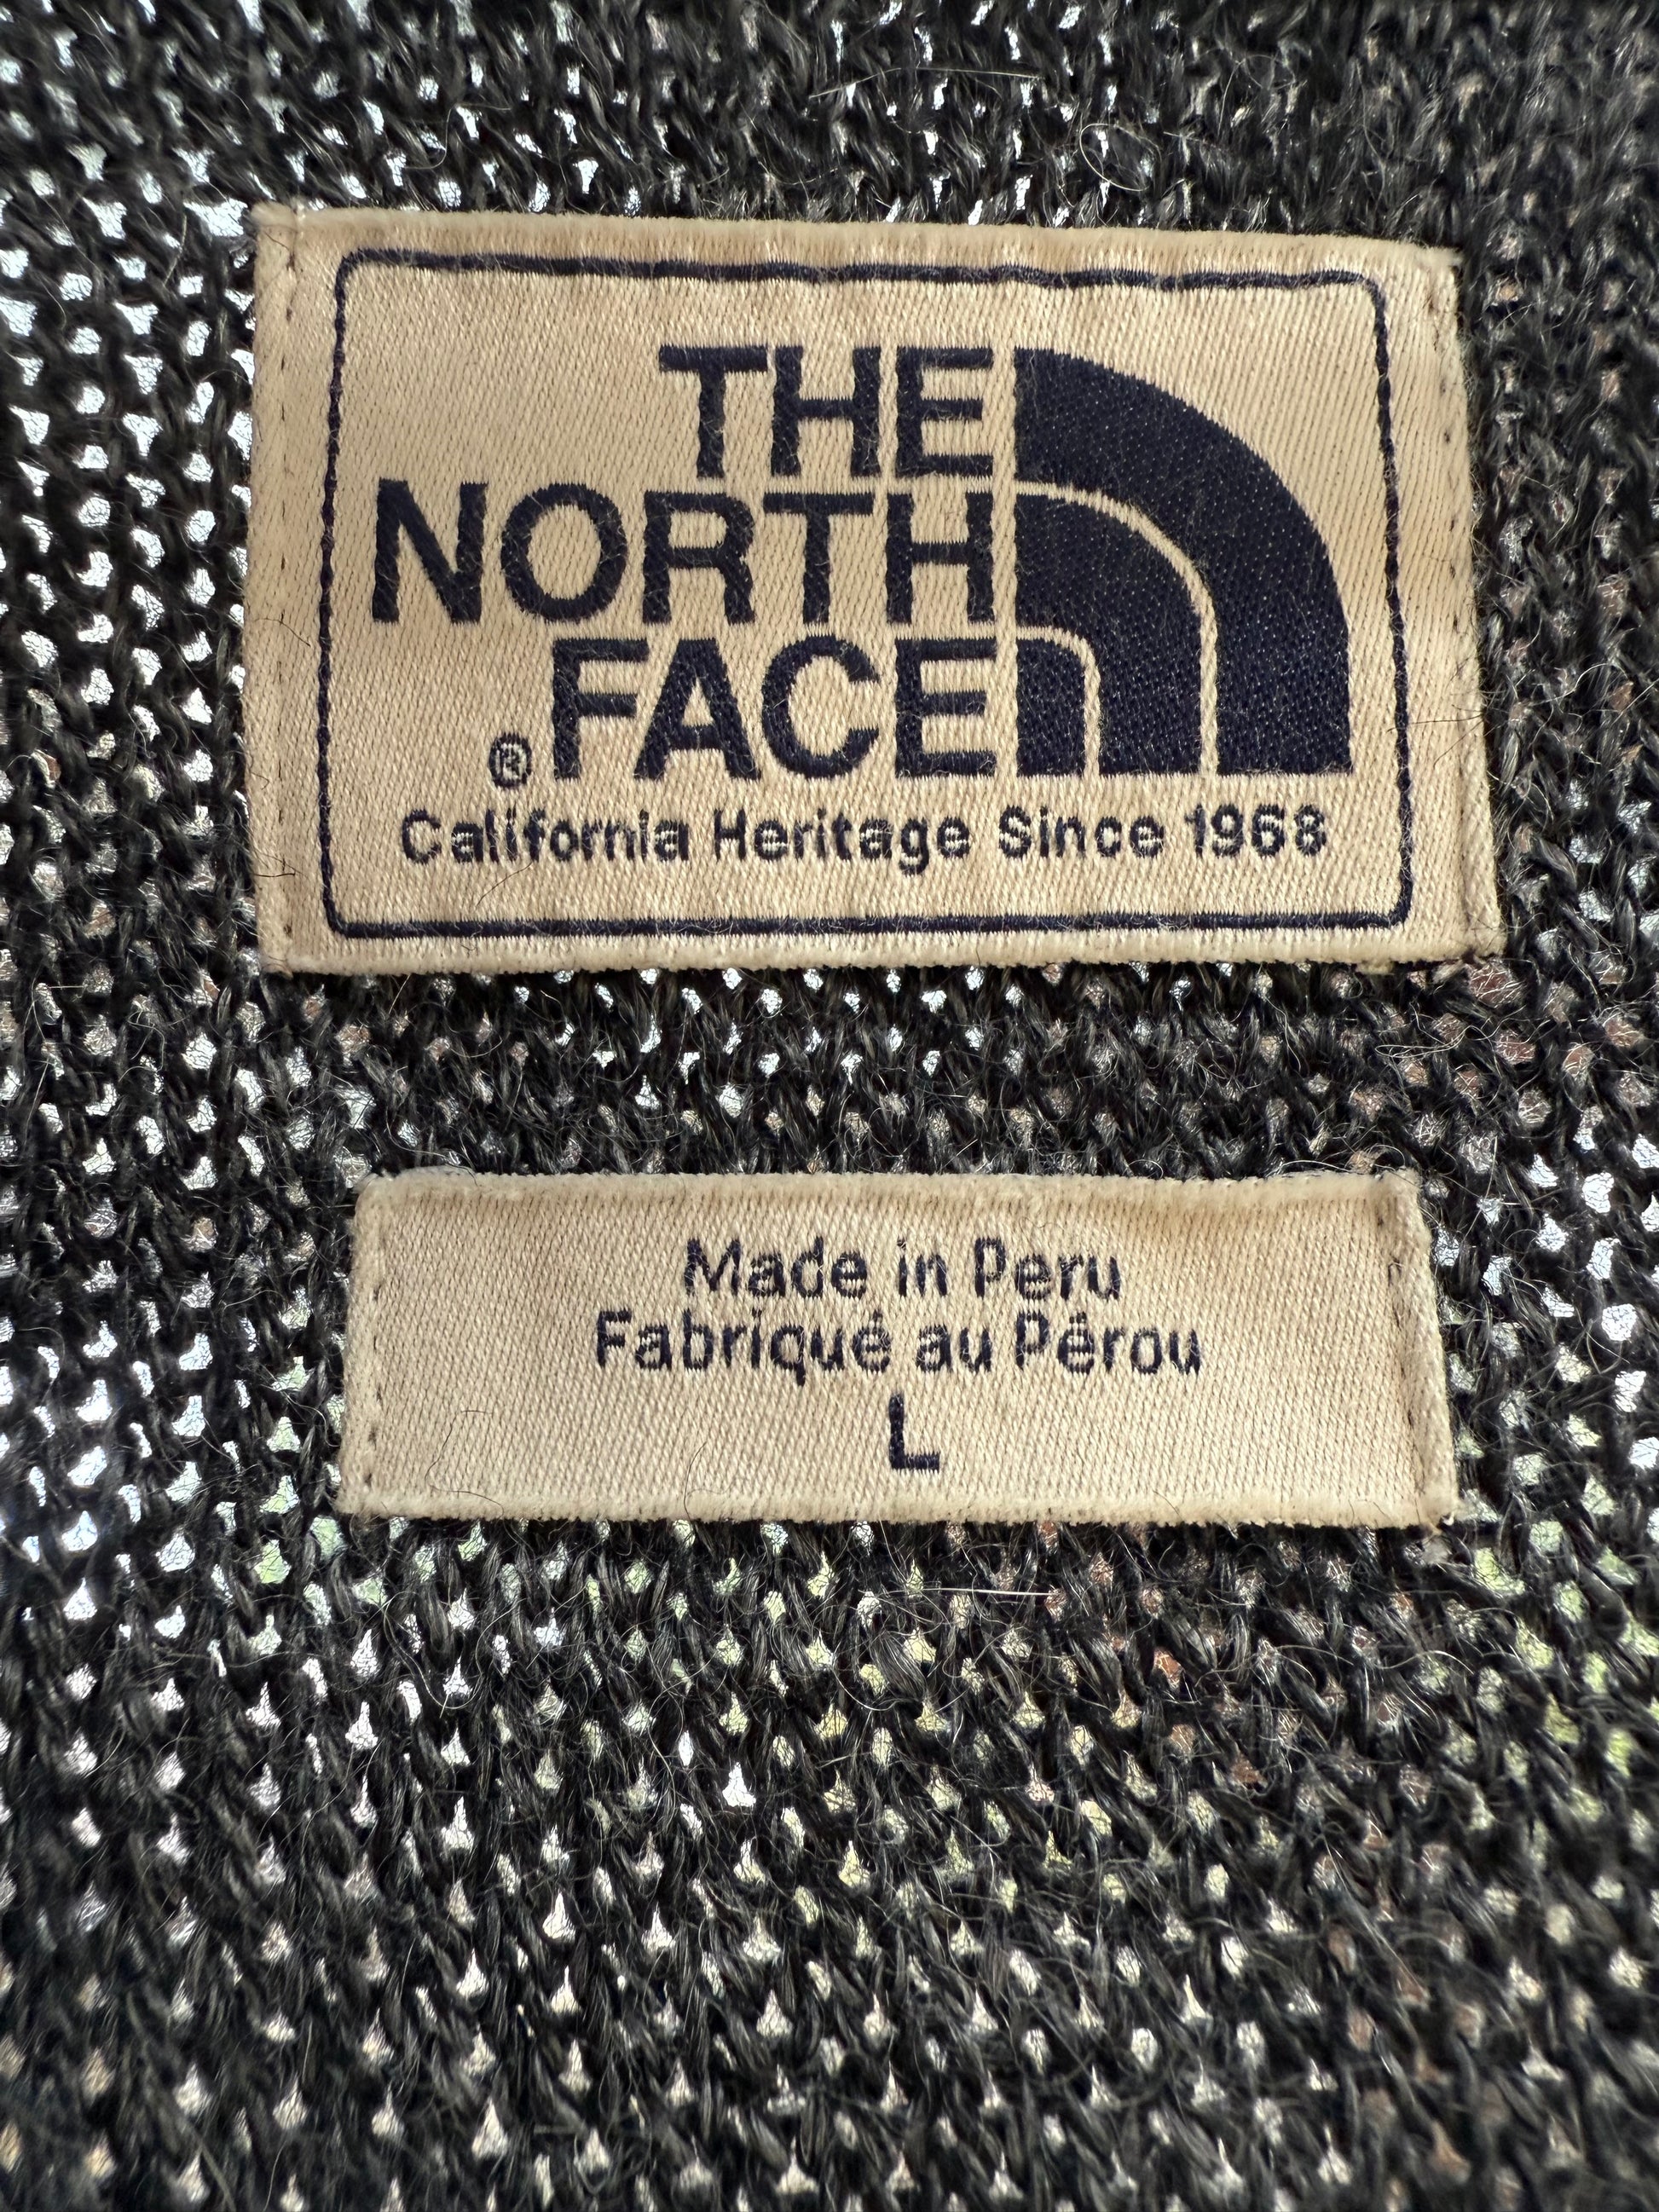 THE
NORTH
FACE
®
California Heritage Since 1968
Made in Peru
Fabriqué au Pérou
L